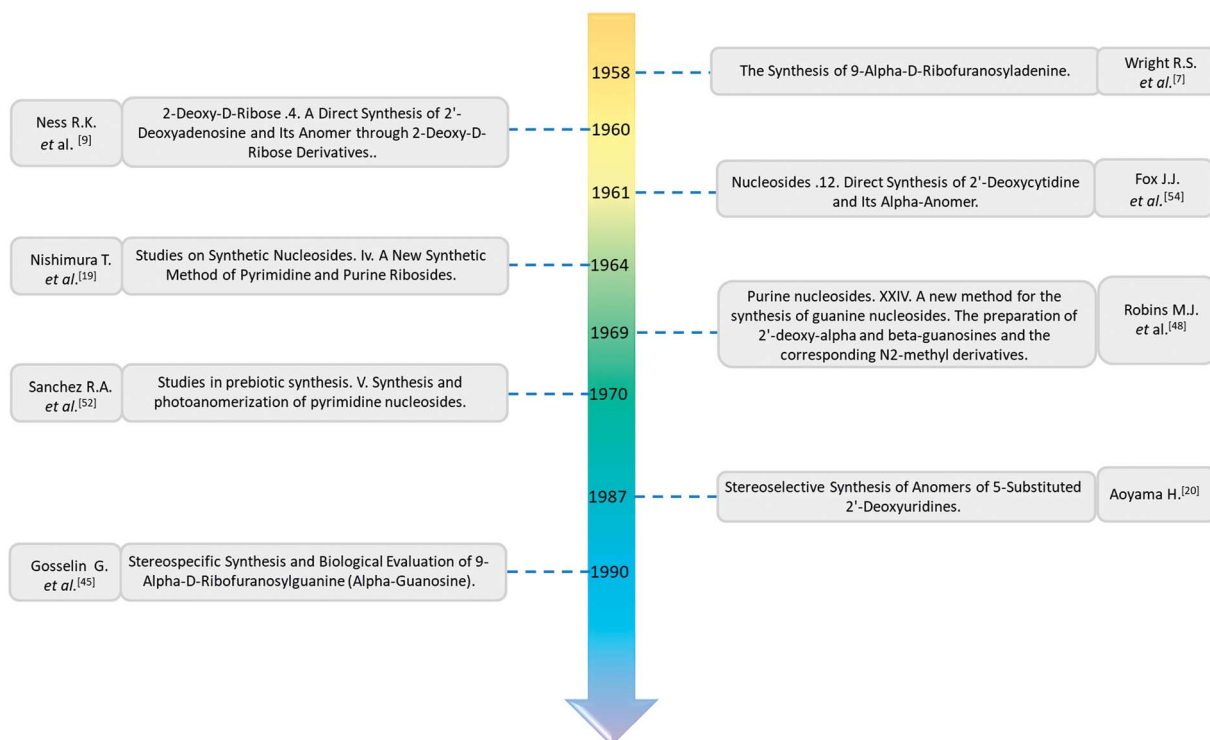 1958
The Synthesis of 9-Alpha-D-Ribofuranosyladenine.
Wright R.S.
et al.[7]
Ness R.K.
et al. [9]
2-Deoxy-D-Ribose .4. A Direct Synthesis of 2'-
Deoxyadenosine and Its Anomer through 2-Deoxy-D-
Ribose Derivatives..
1960
1961
Nucleosides .12. Direct Synthesis of 2'-Deoxycytidine
and Its Alpha-Anomer.
Fox J.J.
et al.[54]
Nishimura T.
et al.[19]
Studies on Synthetic Nucleosides. Iv. A New Synthetic
Method of Pyrimidine and Purine Ribosides.
1964
1969
Purine nucleosides. XXIV. A new method for the
synthesis of guanine nucleosides. The preparation of
2'-deoxy-alpha and beta-guanosines and the
corresponding N2-methyl derivatives.
Robins M.J.
et al.[48]
Sanchez R.A.
et al.[52]
Studies in prebiotic synthesis. V. Synthesis and
photoanomerization of pyrimidine nucleosides.
1970
1987
Stereoselective Synthesis of Anomers of 5-Substituted
2'-Deoxyuridines.
Aoyama H.[20]
Gosselin G.
et al.[45]
Stereospecific Synthesis and Biological Evaluation of 9-
Alpha-D-Ribofuranosylguanine (Alpha-Guanosine).
1990